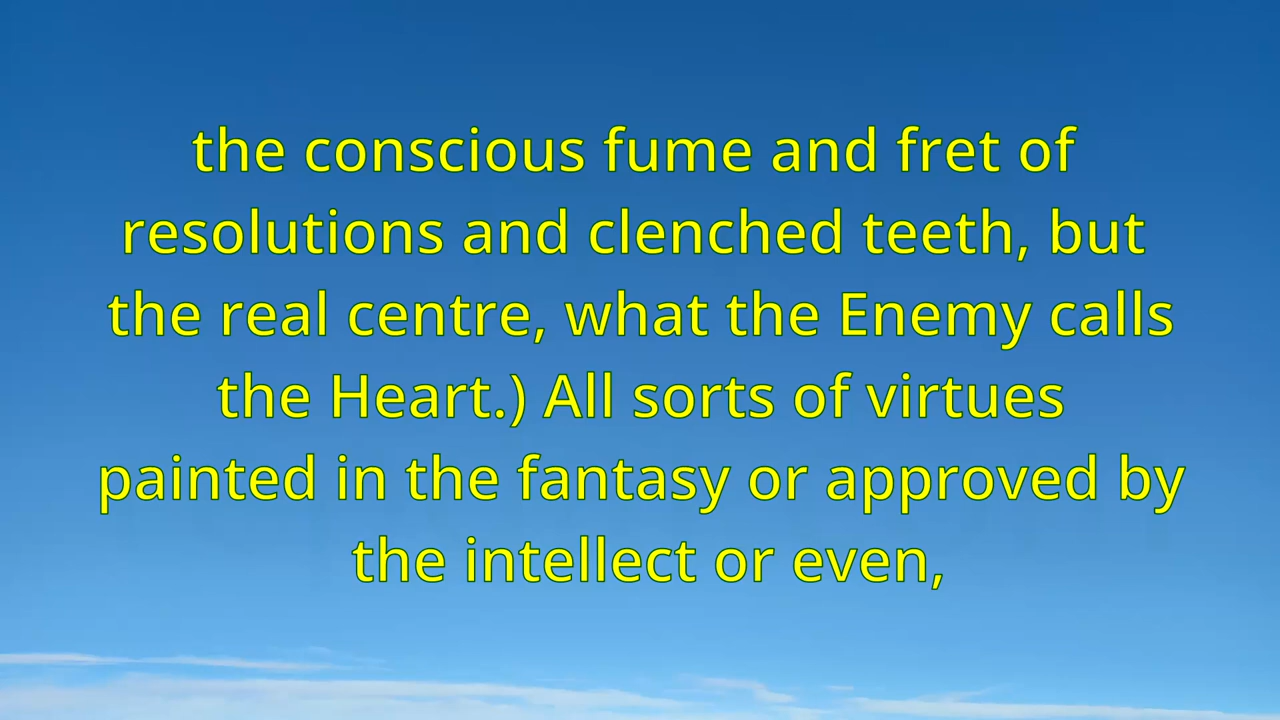 the conscious fume and fret of
resolutions and clenched teeth, but
the real centre, what the Enemy calls
the Heart.) All sorts of virtues
painted in the fantasy or approved by
the intellect or even,